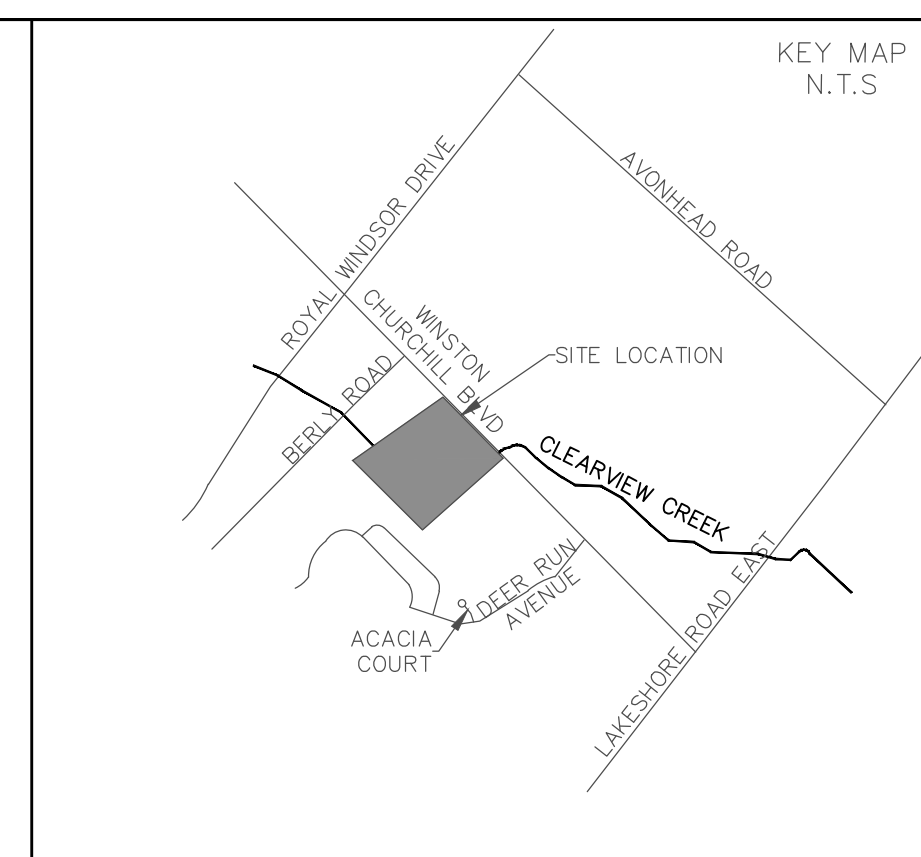 KEY MAP
N.T.S
AVONHEAD ROAD
ROYAL WINDSOR DRIVE
WINSTON
CHURCHILL BLVD
SITE LOCATION
BERLY ROAD
CLEARVIEW CREEK
DEER RUN
AVENUE
ACACIA
COURT
LAKESHORE ROAD EAST